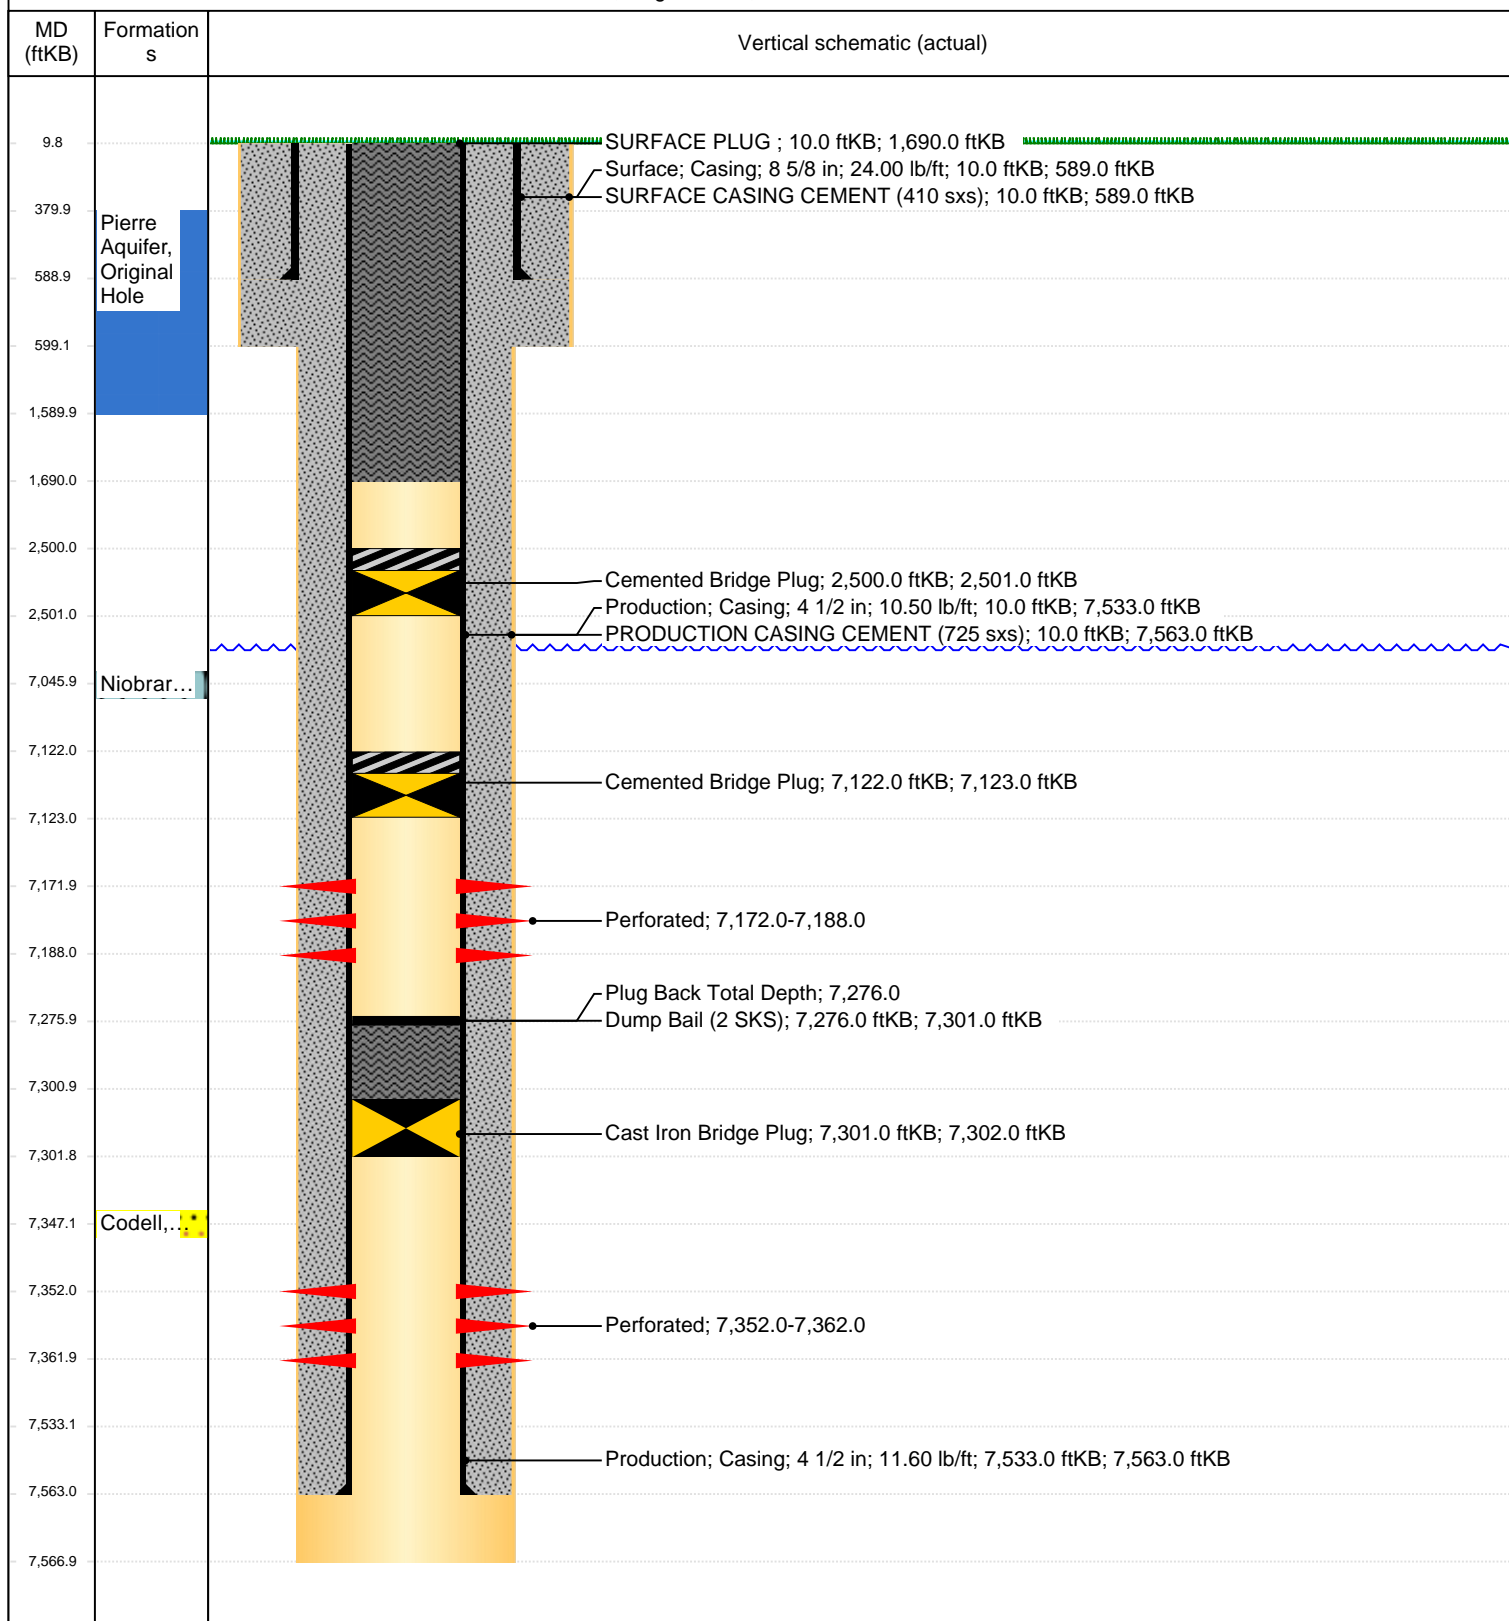 MD
(ftKB)
Formation
s
Vertical schematic (actual)
9.8
SURFACE PLUG ; 10.0 ftKB; 1,690.0 ftKB
Surface; Casing; 8 5/8 in; 24.00 lb/ft; 10.0 ftKB; 589.0 ftKB
SURFACE CASING CEMENT (410 sxs); 10.0 ftKB; 589.0 ftKB
379.9
Pierre
Aquifer,
Original
Hole
588.9
599.1
1,589.9
1,690.0
2,500.0
Cemented Bridge Plug; 2,500.0 ftKB; 2,501.0 ftKB
Production; Casing; 4 1/2 in; 10.50 lb/ft; 10.0 ftKB; 7,533.0 ftKB
2,501.0
PRODUCTION CASING CEMENT (725 sxs); 10.0 ftKB; 7,563.0 ftKB
7,045.9
Niobrar…
7,122.0
Cemented Bridge Plug; 7,122.0 ftKB; 7,123.0 ftKB
7,123.0
7,171.9
Perforated; 7,172.0-7,188.0
7,188.0
Plug Back Total Depth; 7,276.0
7,275.9
Dump Bail (2 SKS); 7,276.0 ftKB; 7,301.0 ftKB
7,300.9
Cast Iron Bridge Plug; 7,301.0 ftKB; 7,302.0 ftKB
7,301.8
7,347.1
Codell,…
7,352.0
Perforated; 7,352.0-7,362.0
7,361.9
7,533.1
Production; Casing; 4 1/2 in; 11.60 lb/ft; 7,533.0 ftKB; 7,563.0 ftKB
7,563.0
7,566.9